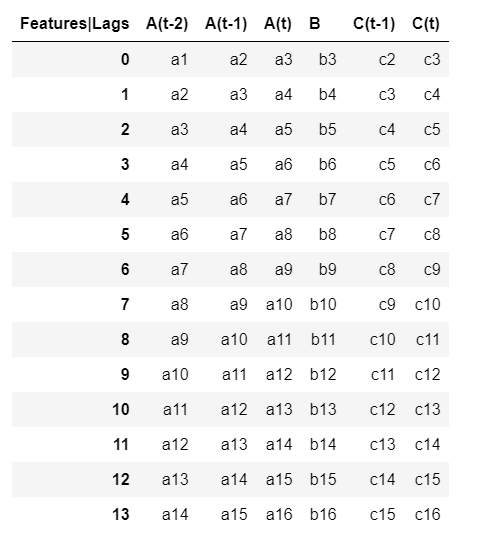 Features|Lags A(t-2) A(t-1) A(t) B C(t-1) C(t)
0 a1 a2 a3 b3 c2 c3
1 a2 a3 a4 b4 c3 c4
2 a3 a4 a5 b5 c4 c5
3 a4 a5 a6 b6 c5 c6
4 a5 a6 a7 b7 c6 c7
5 a6 a7 a8 b8 c7 c8
6 a7 a8 a9 b9 c8 c9
7 a8 a9 a10 b10 c9 c10
8 a9 a10 a11 b11 c10 c11
9 a10 a11 a12 b12 c11 c12
10 a11 a12 a13 b13 c12 c13
11 a12 a13 a14 b14 c13 c14
12 a13 a14 a15 b15 c14 c15
13 a14 a15 a16 b16 c15 c16